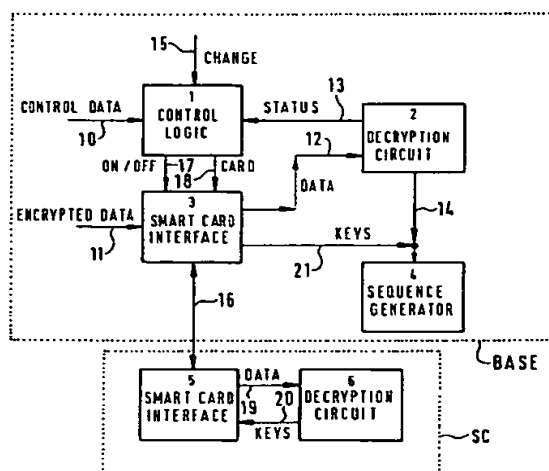 15
CHANGE
1
CONTROL
LOGIC
CONTROL DATA
10
STATUS
13
2
DECRYPTION
CIRCUIT
12
ON/OFF
17
18
CARD
DATA
ENCRYPTED DATA
11
3
SMART CARD
INTERFACE
14
KEYS
21
4
SEQUENCE
GENERATOR
16
BASE
5
SMART CARD
INTERFACE
DATA
19
20
KEYS
6
DECRYPTION
CIRCUIT
SC